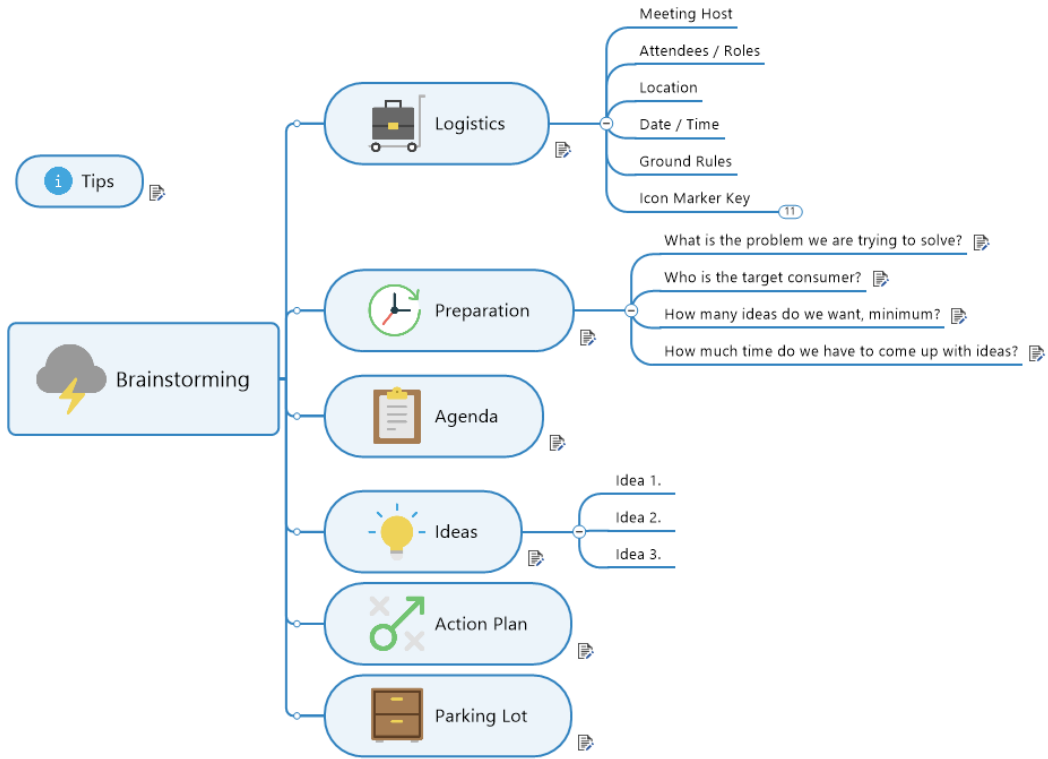 Tips
Brainstorming
Logistics
Meeting Host
Attendees / Roles
Location
Date / Time
Ground Rules
Icon Marker Key
11
Preparation
What is the problem we are trying to solve?
Who is the target consumer?
How many ideas do we want, minimum?
How much time do we have to come up with ideas?
Agenda
Ideas
Idea 1.
Idea 2.
Idea 3.
Action Plan
Parking Lot